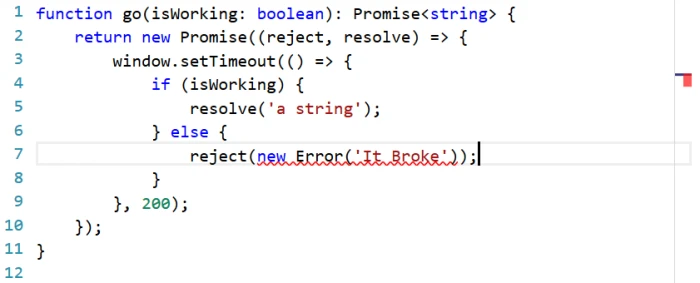 1 function go(isWorking: boolean): Promise<string> {
2     return new Promise((reject, resolve) => {
3         window.setTimeout(() => {
4             if (isWorking) {
5                 resolve('a string');
6             } else {
7                 reject(new Error('It Broke'));
8             }
9         }, 200);
10     });
11 }
12